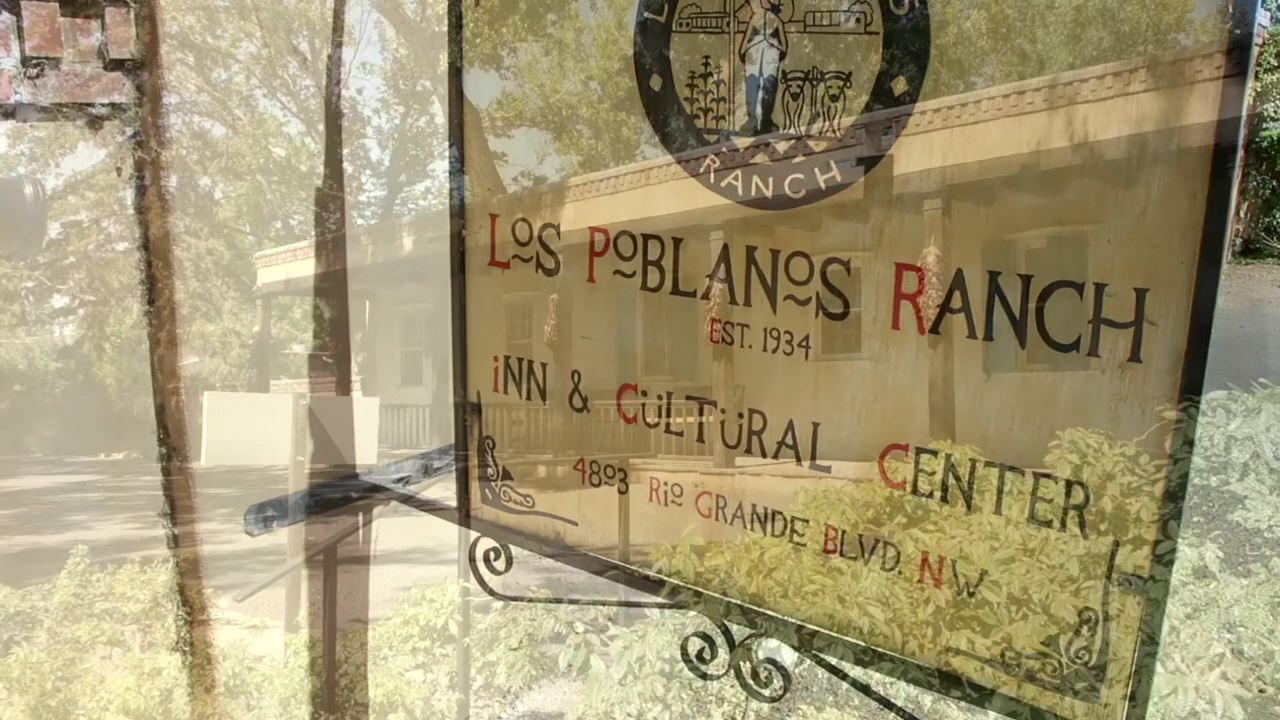 RANCH
LoS PoBLANoS RANCH
EST. 1934
iNN & CULTURAL CENTER
4803 Rio GRANDE BLVD. NW